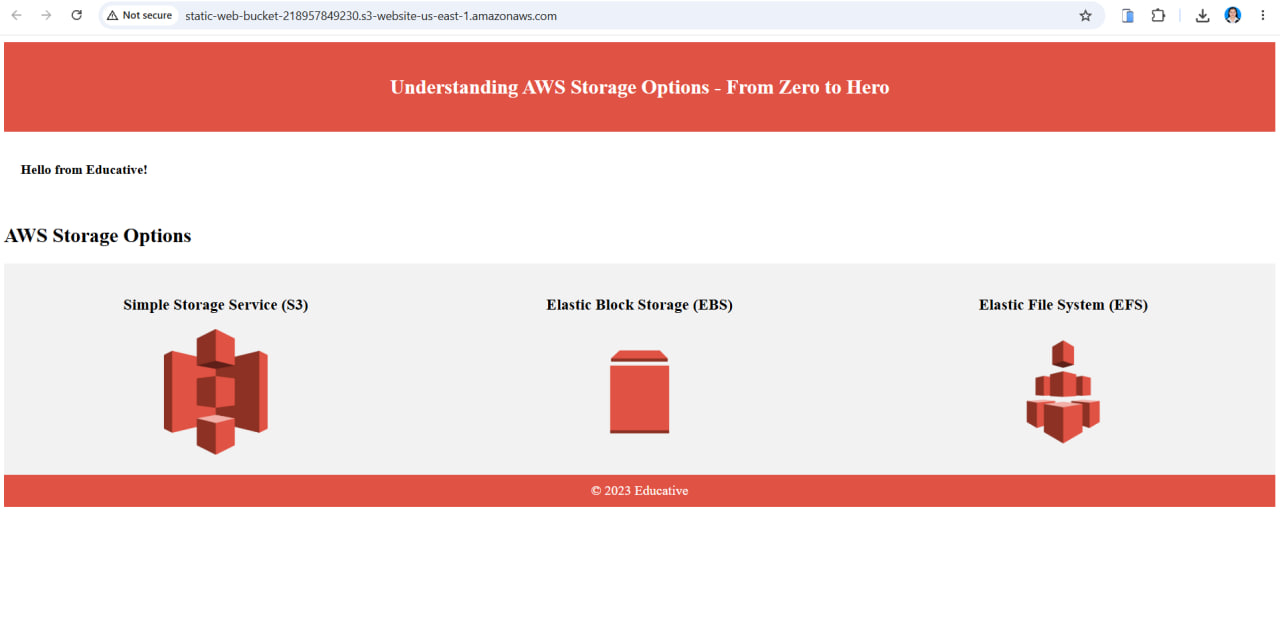 Not secure
static-web-bucket-218957849230.s3-website-us-east-1.amazonaws.com
Understanding AWS Storage Options - From Zero to Hero
Hello from Educative!
AWS Storage Options
Simple Storage Service (S3)
Elastic Block Storage (EBS)
Elastic File System (EFS)
© 2023 Educative